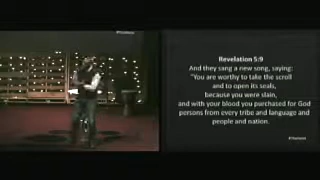 Revelation 5:9
And they sang a new song, saying:
"You are worthy to take the scroll
and to open its seals,
because you were slain,
and with your blood you purchased for God
persons from every tribe and language and
people and nation.